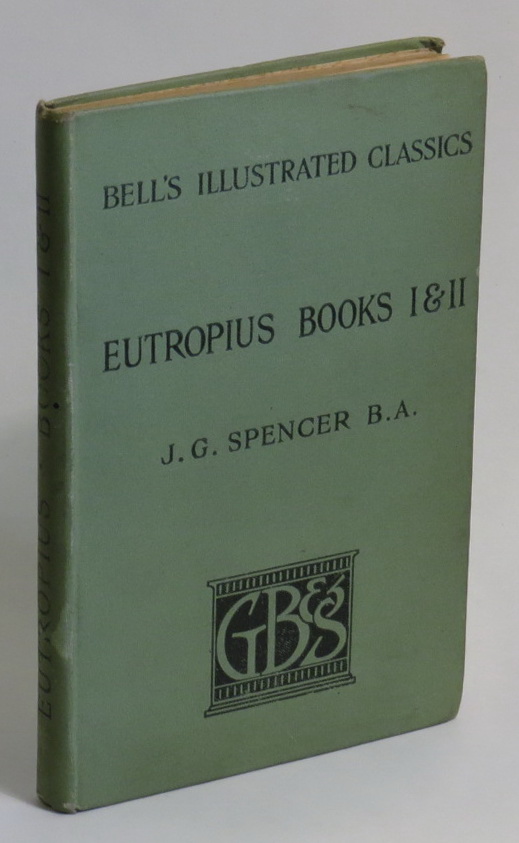 BELL'S ILLUSTRATED CLASSICS
EUTROPIUS BOOKS I & II
J. G. SPENCER B.A.
GB&S
EUTROPIUS · BOOKS I & II